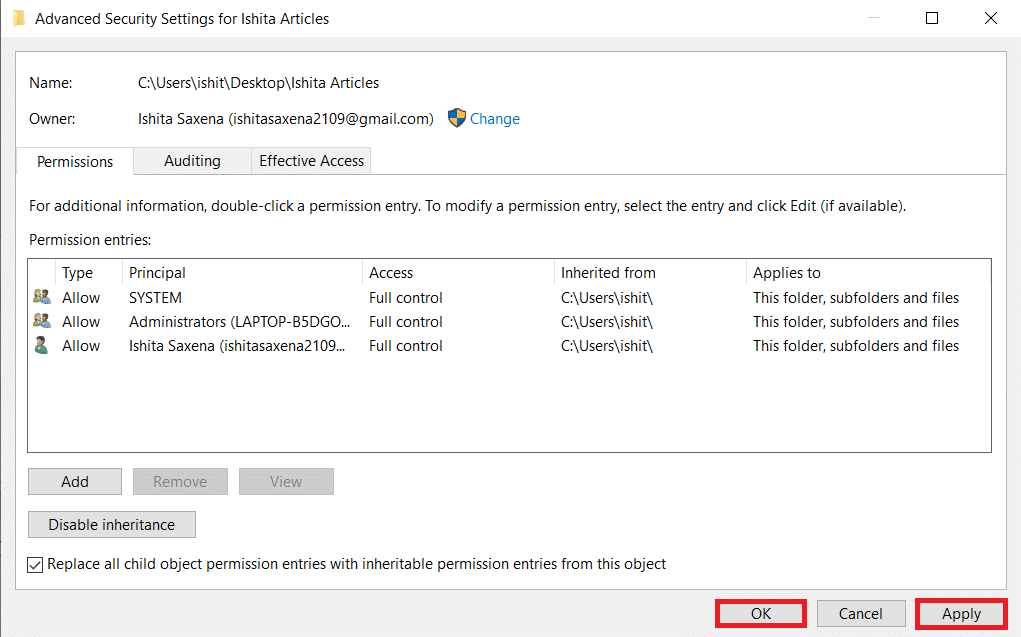 Advanced Security Settings for Ishita Articles
Name: C:\Users\ishit\Desktop\Ishita Articles
Owner: Ishita Saxena (ishitasaxena2109@gmail.com) Change
Permissions Auditing Effective Access
For additional information, double-click a permission entry. To modify a permission entry, select the entry and click Edit (if available).
Permission entries:
Type Principal Access Inherited from Applies to
Allow SYSTEM Full control C:\Users\ishit\ This folder, subfolders and files
Allow Administrators (LAPTOP-B5DGO... Full control C:\Users\ishit\ This folder, subfolders and files
Allow Ishita Saxena (ishitasaxena2109... Full control C:\Users\ishit\ This folder, subfolders and files
Add Remove View
Disable inheritance
Replace all child object permission entries with inheritable permission entries from this object
OK Cancel Apply